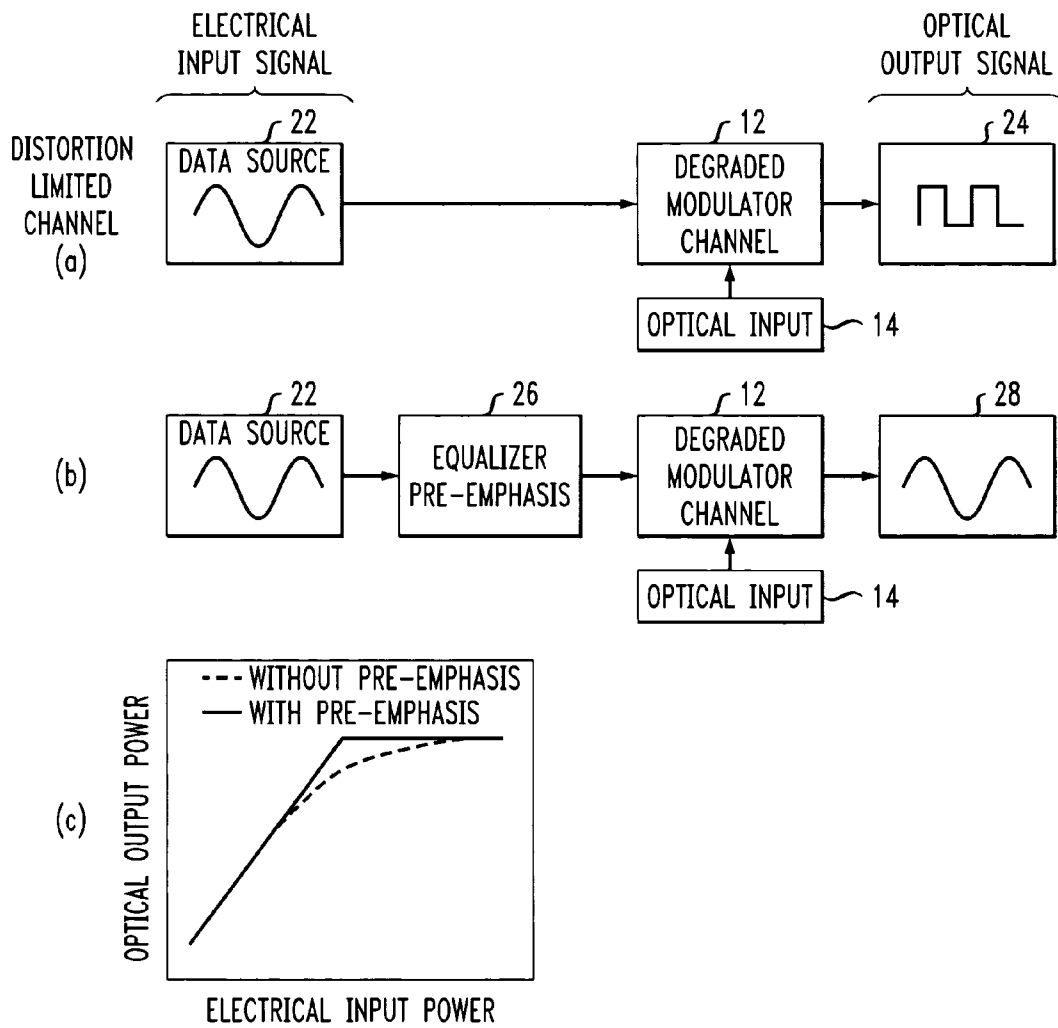 ELECTRICAL
INPUT SIGNAL
OPTICAL
OUTPUT SIGNAL
DISTORTION
LIMITED
CHANNEL
(a)
22
DATA SOURCE
12
DEGRADED
MODULATOR
CHANNEL
24
OPTICAL INPUT
14
(b)
22
DATA SOURCE
26
EQUALIZER
PRE-EMPHASIS
12
DEGRADED
MODULATOR
CHANNEL
28
OPTICAL INPUT
14
(c)
OPTICAL OUTPUT POWER
WITHOUT PRE-EMPHASIS
WITH PRE-EMPHASIS
ELECTRICAL INPUT POWER